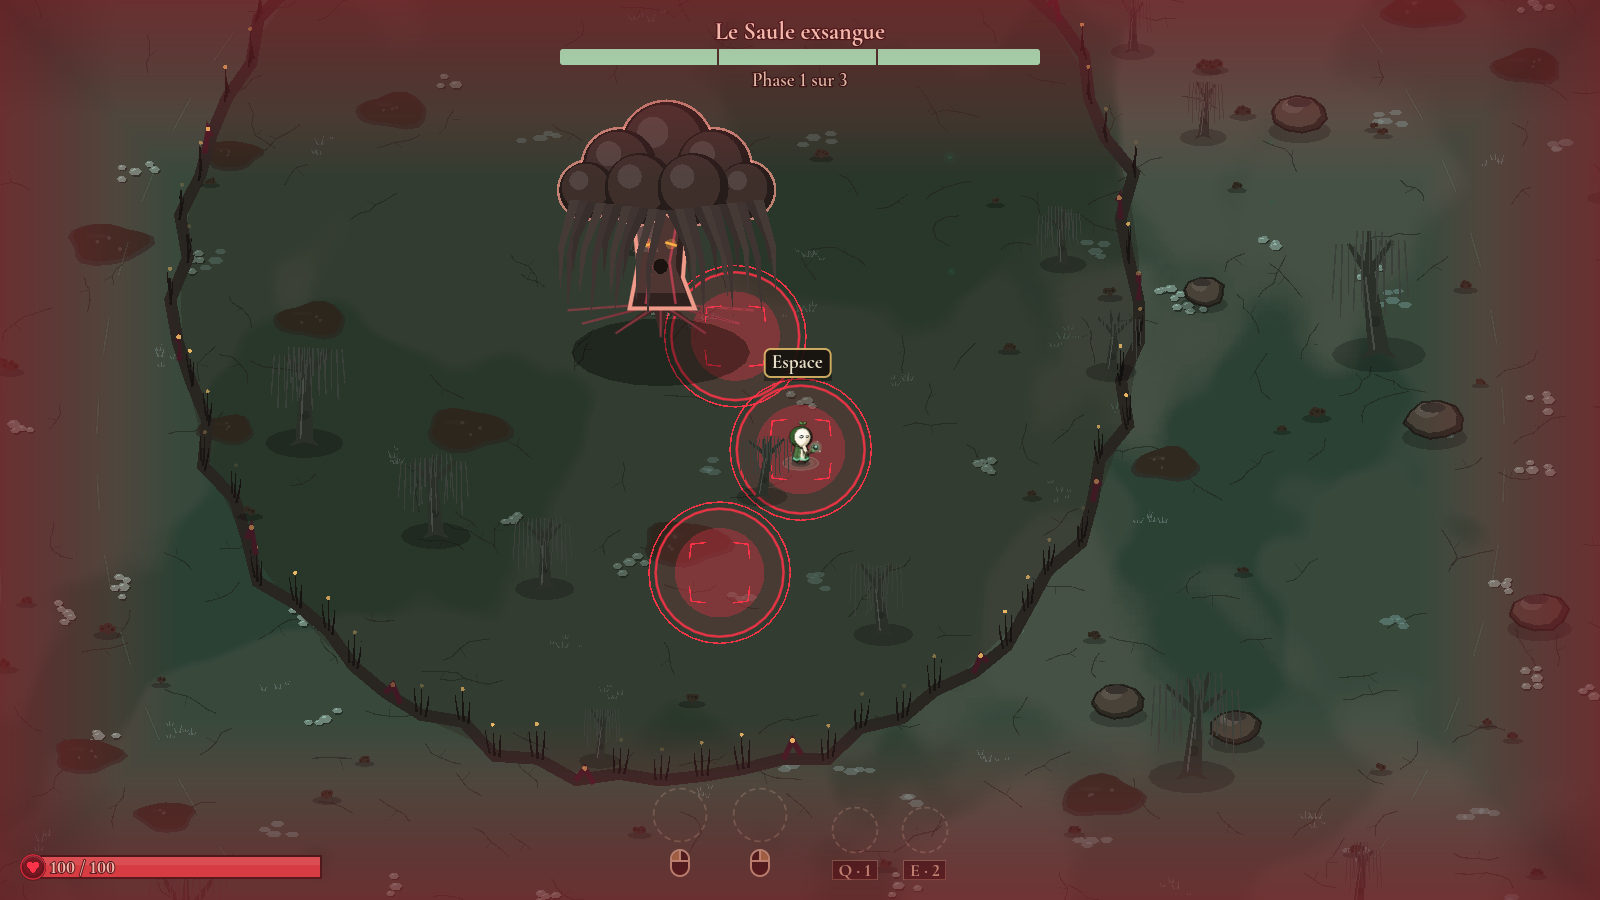 Le Saule exsangue
Phase 1 sur 3
Espace
100 / 100
Q · 1
E · 2